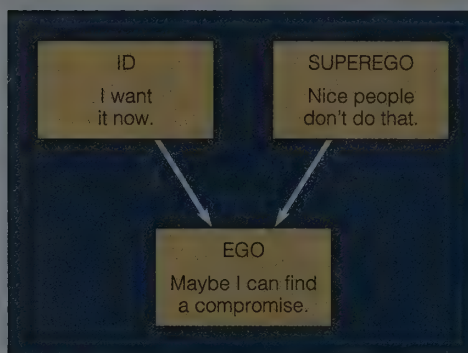 ID
I want
it now.
SUPEREGO
Nice people
don't do that.
EGO
Maybe I can find
a compromise.